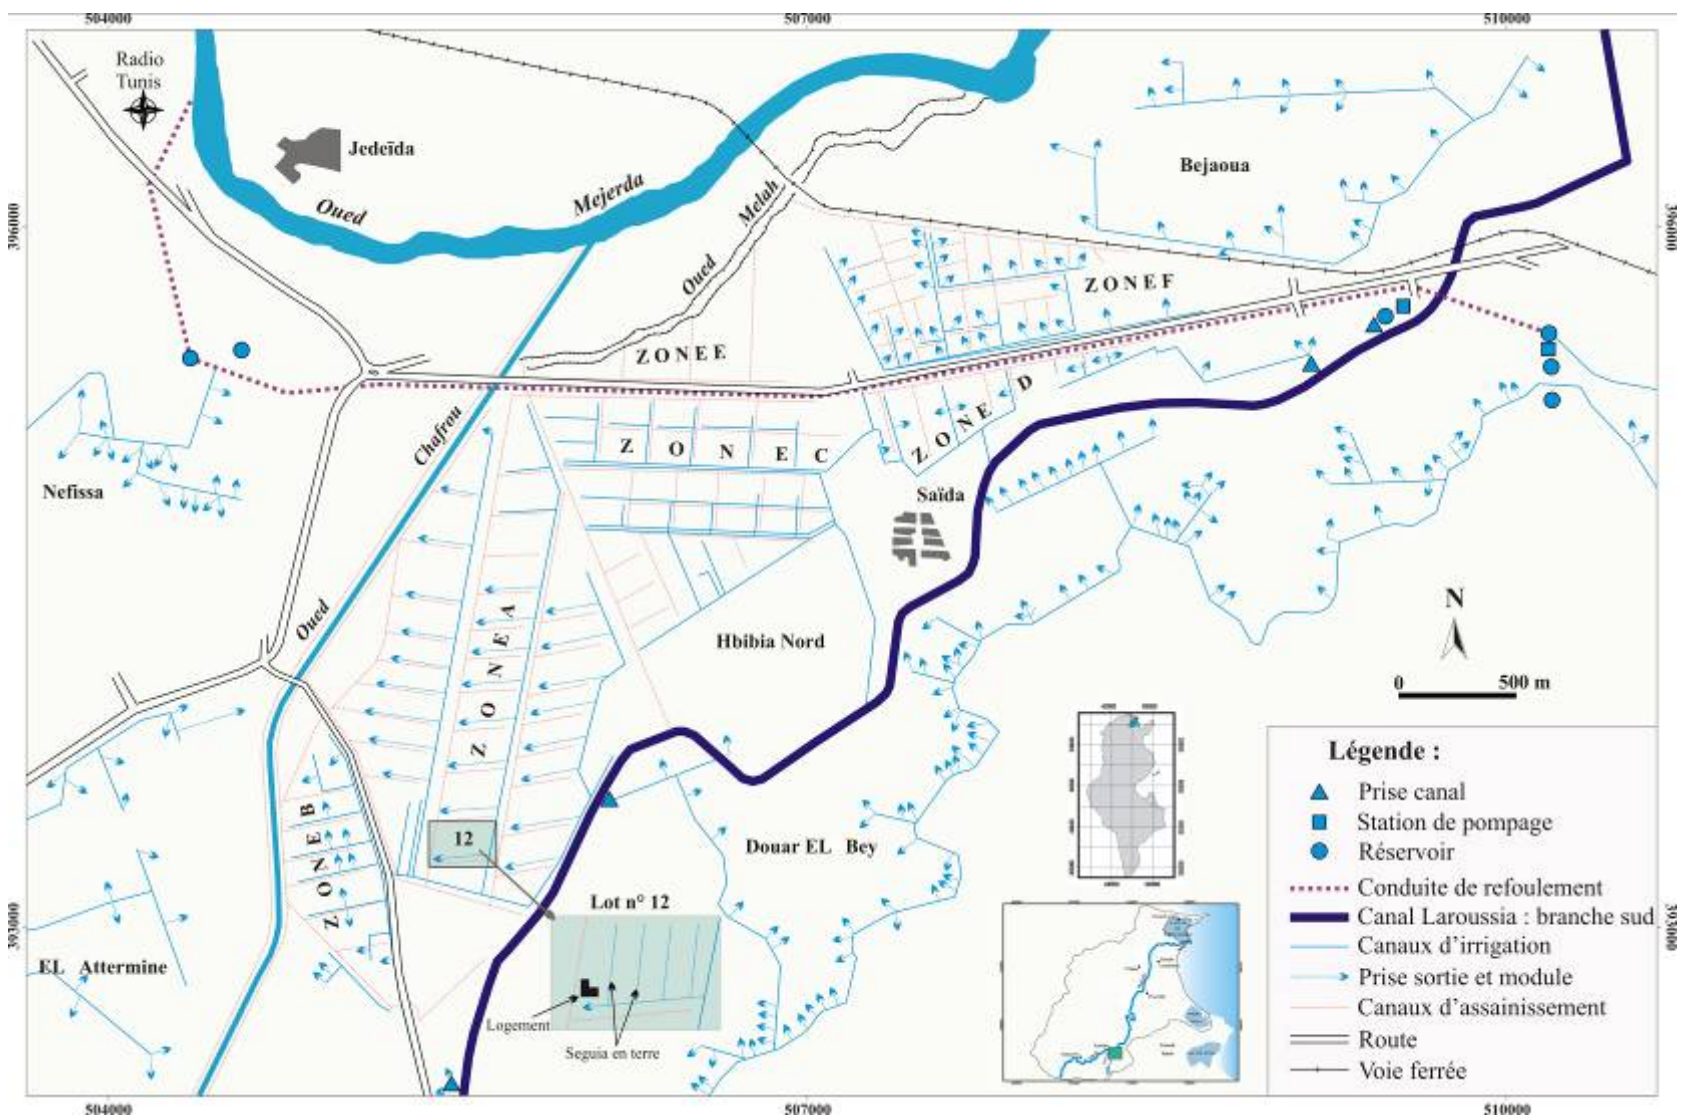 504000
507000
510000
Radio
Tunis
Jedeïda
Oued
Mejerda
Melah
Oued
Bejaoua
396000
396000
ZONE F
ZONE E
ZONE D
ZONE C
Chafrou
Nefissa
Saïda
Oued
ZONE A
Hbibia Nord
N
0 500 m
ZONE B
12
Douar EL Bey
Lot n° 12
EL Attermine
393000
393000
Logement
Seguia en terre
Légende :
Prise canal
Station de pompage
Réservoir
Conduite de refoulement
Canal Laroussia : branche sud
Canaux d'irrigation
Prise sortie et module
Canaux d'assainissement
Route
Voie ferrée
504000
507000
510000